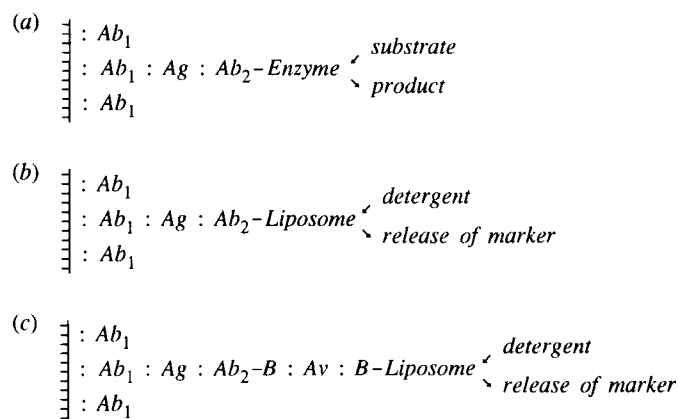 (a)
: Ab₁
: Ab₁ : Ag : Ab₂–Enzyme
substrate
product
: Ab₁
(b)
: Ab₁
: Ab₁ : Ag : Ab₂–Liposome
detergent
release of marker
: Ab₁
(c)
: Ab₁
: Ab₁ : Ag : Ab₂–B : Av : B–Liposome
detergent
release of marker
: Ab₁